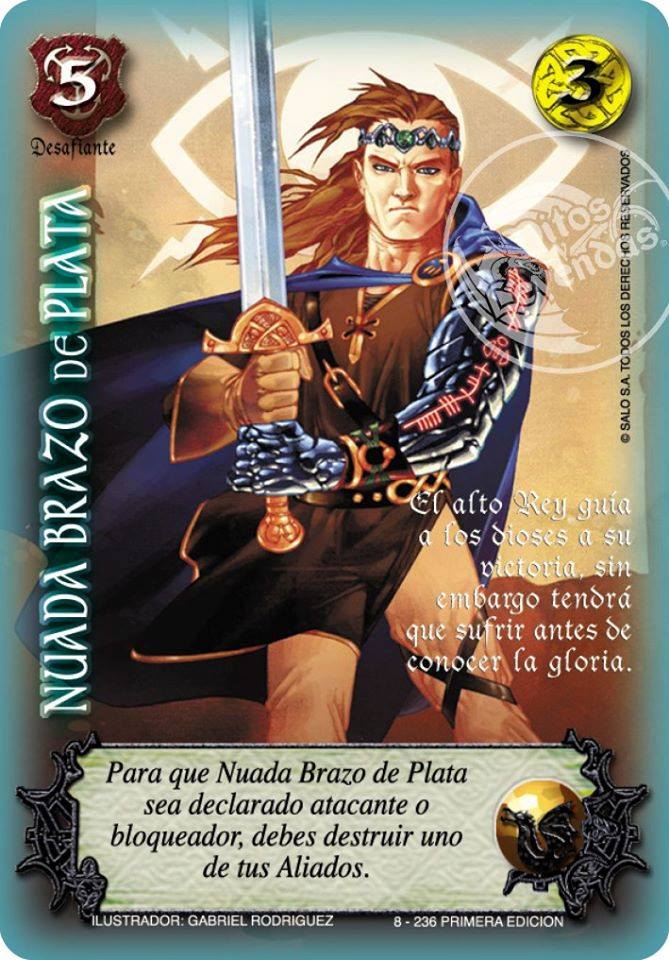 5
Desafiante
3
NUADA BRAZO DE PLATA
Mitos
Leyendas
© SALO S.A. TODOS LOS DERECHOS RESERVADOS
El alto Rey guía
a los dioses a su
victoria, sin
embargo tendrá
que sufrir antes de
conocer la gloria.
Para que Nuada Brazo de Plata
sea declarado atacante o
bloqueador, debes destruir uno
de tus Aliados.
ILUSTRADOR: GABRIEL RODRIGUEZ
8 - 236 PRIMERA EDICION